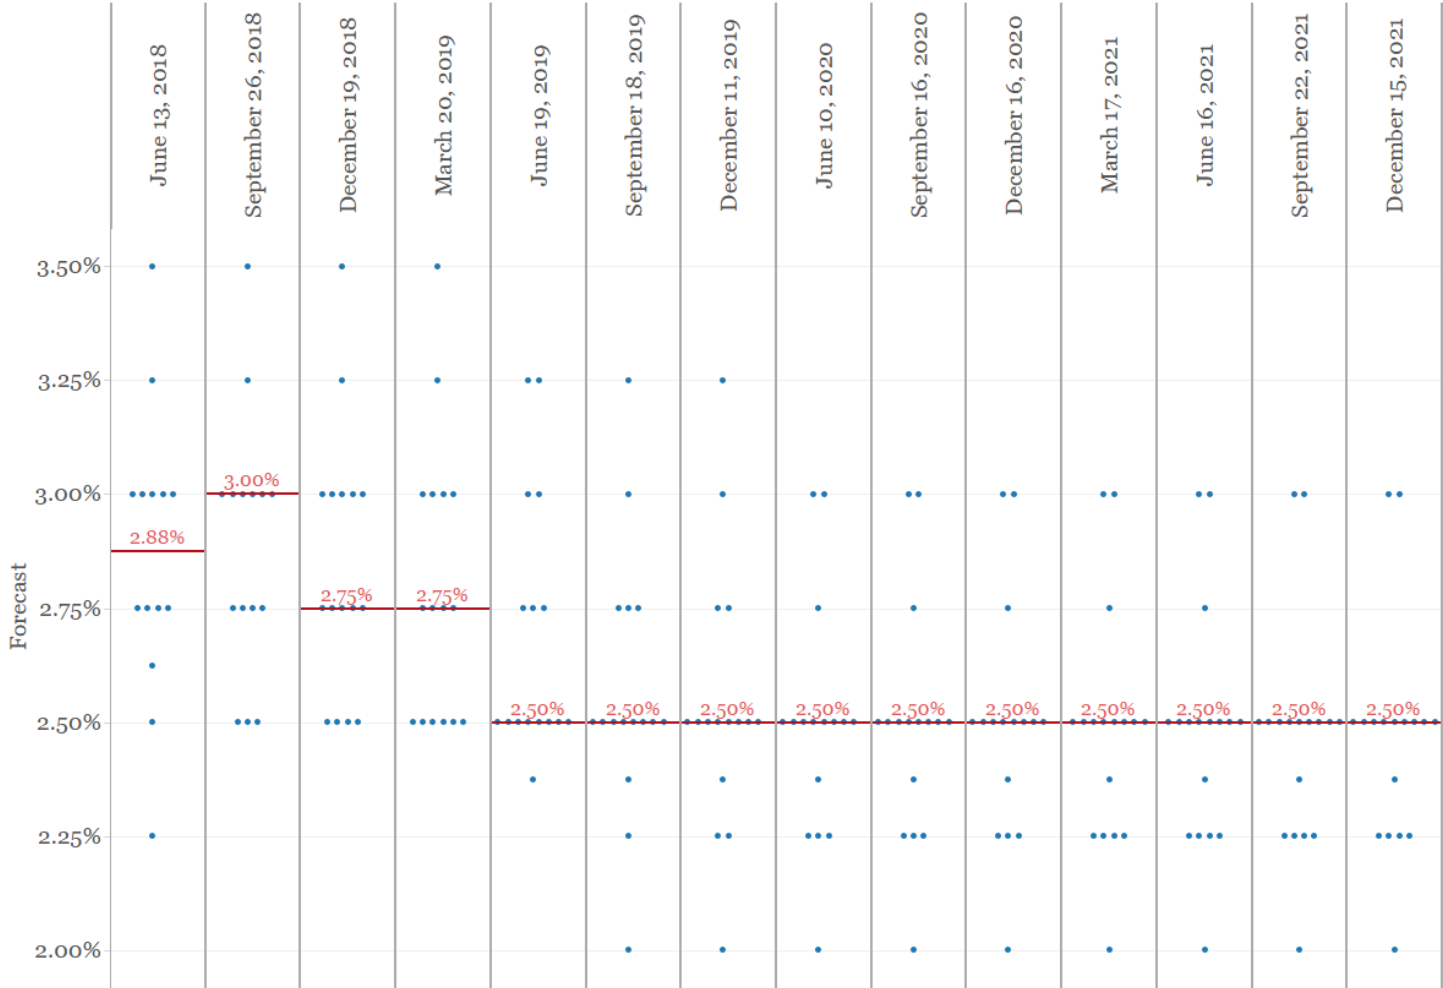 June 13, 2018
September 26, 2018
December 19, 2018
March 20, 2019
June 19, 2019
September 18, 2019
December 11, 2019
June 10, 2020
September 16, 2020
December 16, 2020
March 17, 2021
June 16, 2021
September 22, 2021
December 15, 2021
Forecast
3.50%
3.25%
3.00%
2.75%
2.50%
2.25%
2.00%
2.88%
3.00%
2.75%
2.75%
2.50%
2.50%
2.50%
2.50%
2.50%
2.50%
2.50%
2.50%
2.50%
2.50%